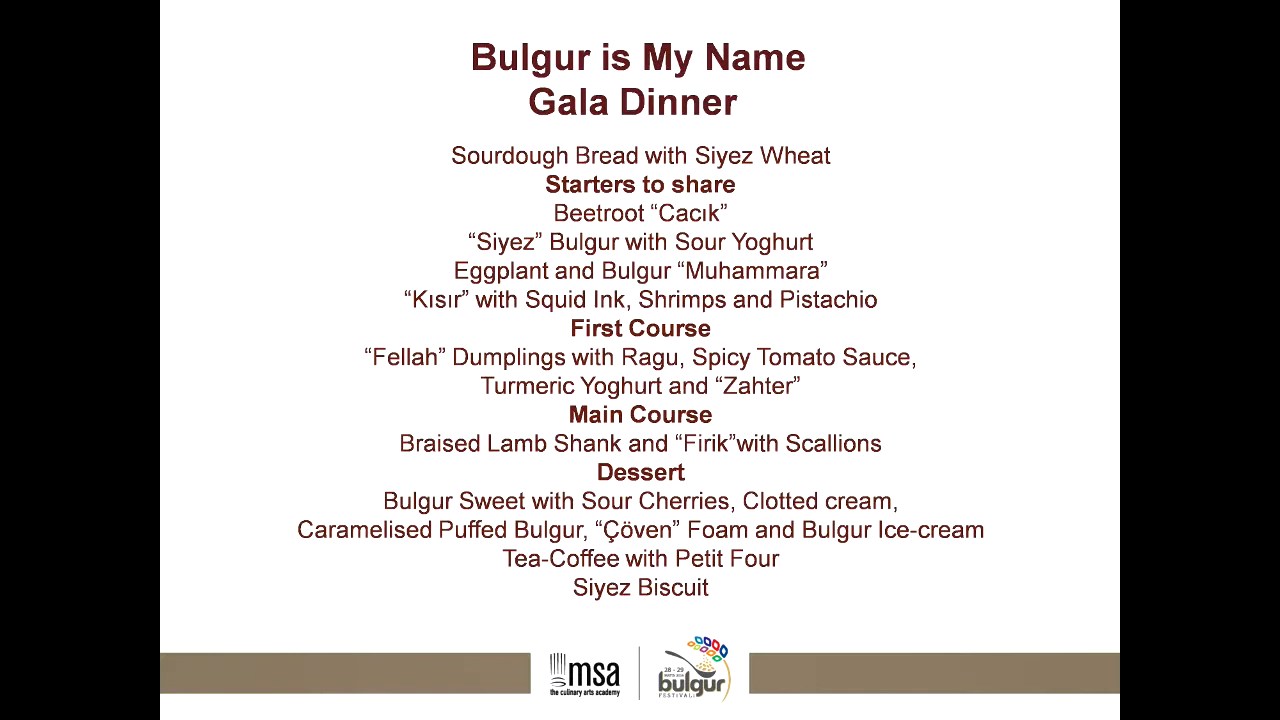 Bulgur is My Name
Gala Dinner
Sourdough Bread with Siyez Wheat
Starters to share
Beetroot “Cacık”
“Siyez” Bulgur with Sour Yoghurt
Eggplant and Bulgur “Muhammara”
“Kısır” with Squid Ink, Shrimps and Pistachio
First Course
“Fellah” Dumplings with Ragu, Spicy Tomato Sauce,
Turmeric Yoghurt and “Zahter”
Main Course
Braised Lamb Shank and “Firik”with Scallions
Dessert
Bulgur Sweet with Sour Cherries, Clotted cream,
Caramelised Puffed Bulgur, “Çöven” Foam and Bulgur Ice-cream
Tea-Coffee with Petit Four
Siyez Biscuit
msa
the culinary arts academy
28 - 29
bulgur
FESTİVALİ